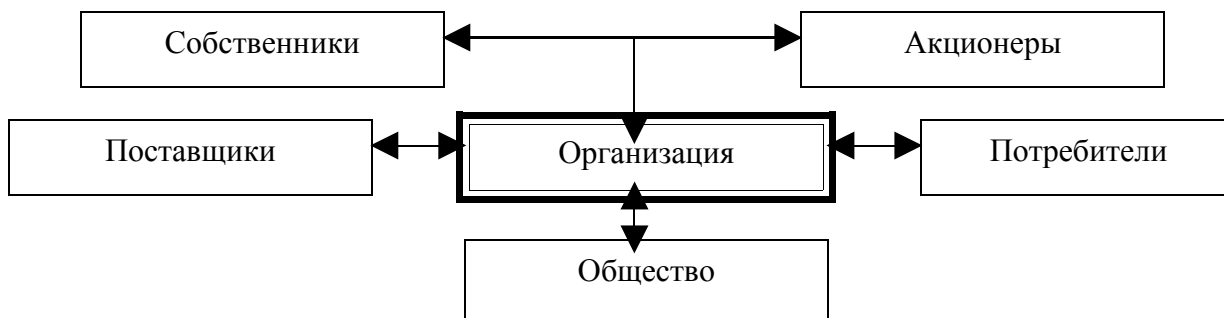 Собственники
Акционеры
Поставщики
Организация
Потребители
Общество